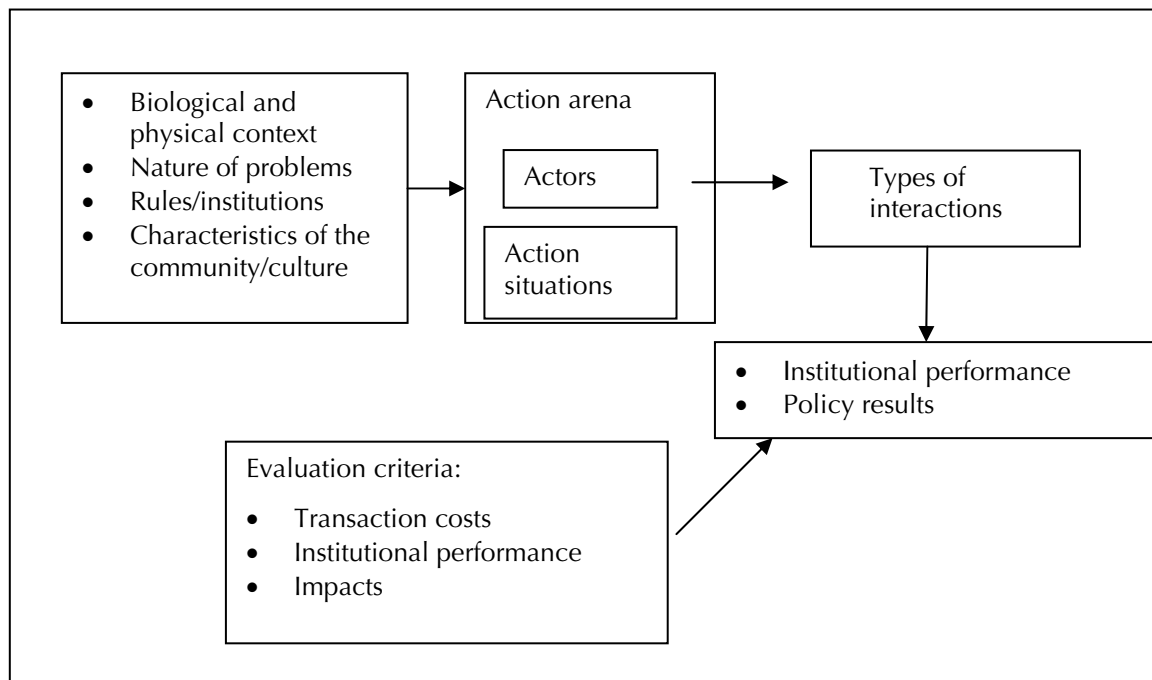 • Biological and
physical context
• Nature of problems
• Rules/institutions
• Characteristics of the
community/culture
Action arena
Actors
Action
situations
Types of
interactions
• Institutional performance
• Policy results
Evaluation criteria:
• Transaction costs
• Institutional performance
• Impacts